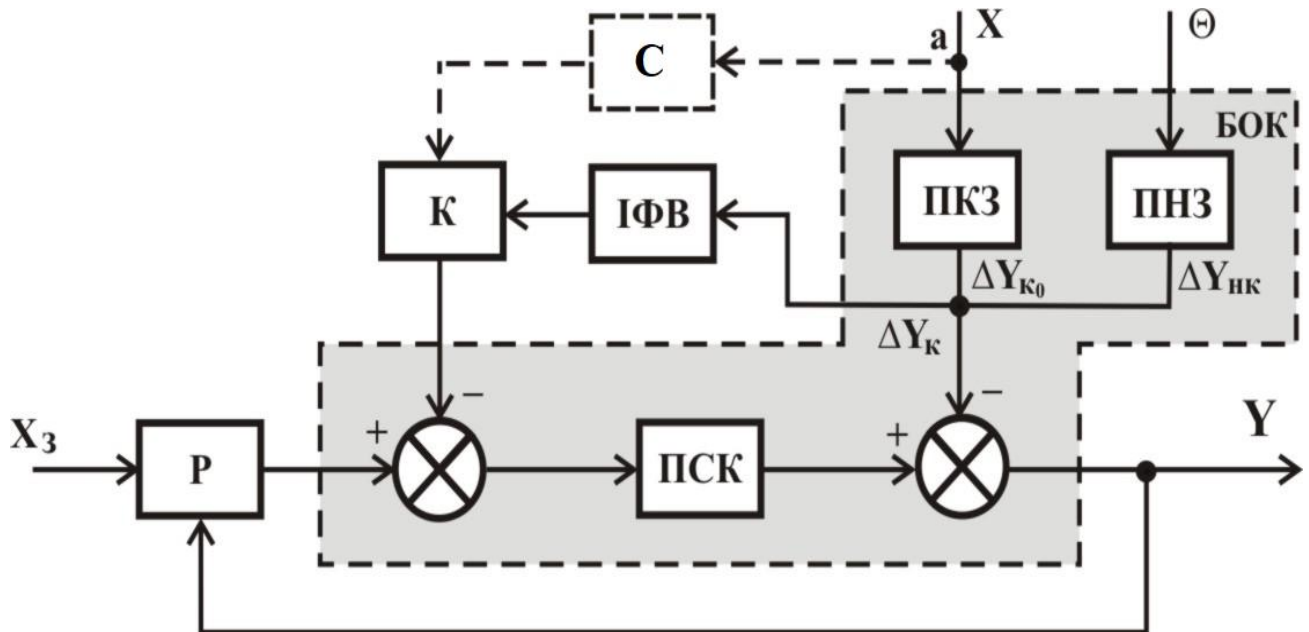 a X Θ
С
БОК
К ІФВ ПКЗ ПНЗ
ΔYк₀ ΔYнк
ΔYк
− −
Xз + + Y
Р ПСК